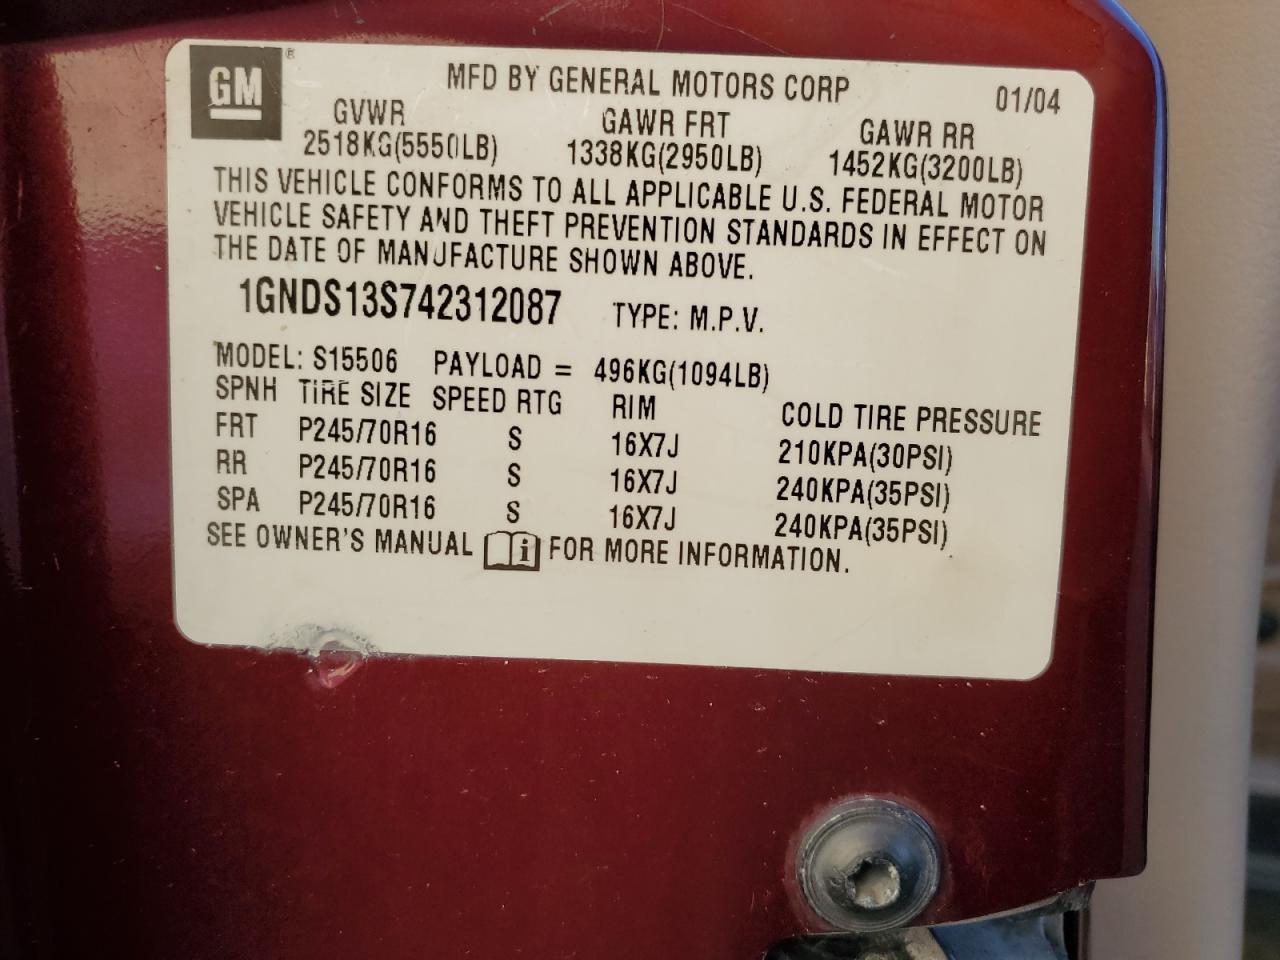 GM ®
MFD BY GENERAL MOTORS CORP 01/04
GVWR GAWR FRT GAWR RR
2518KG(5550LB) 1338KG(2950LB) 1452KG(3200LB)
THIS VEHICLE CONFORMS TO ALL APPLICABLE U.S. FEDERAL MOTOR
VEHICLE SAFETY AND THEFT PREVENTION STANDARDS IN EFFECT ON
THE DATE OF MANUFACTURE SHOWN ABOVE.
1GNDS13S742312087 TYPE: M.P.V.
MODEL: S15506 PAYLOAD = 496KG(1094LB)
SPNH TIRE SIZE SPEED RTG RIM COLD TIRE PRESSURE
FRT P245/70R16 S 16X7J 210KPA(30PSI)
RR P245/70R16 S 16X7J 240KPA(35PSI)
SPA P245/70R16 S 16X7J 240KPA(35PSI)
SEE OWNER'S MANUAL i FOR MORE INFORMATION.